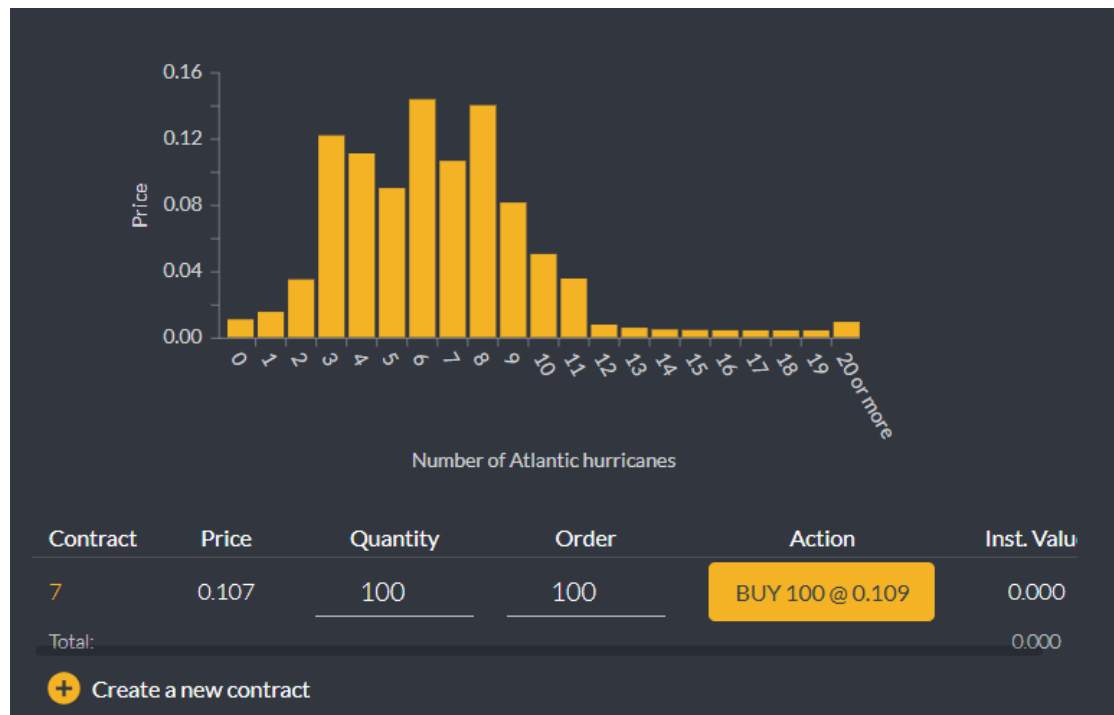 0.16
0.12
0.08
0.04
0.00
Price
0 1 2 3 4 5 6 7 8 9 10 11 12 13 14 15 16 17 18 19 20 or more
Number of Atlantic hurricanes
Contract Price Quantity Order Action Inst. Valu
7 0.107 100 100 BUY 100 @ 0.109 0.000
Total: 0.000
+ Create a new contract